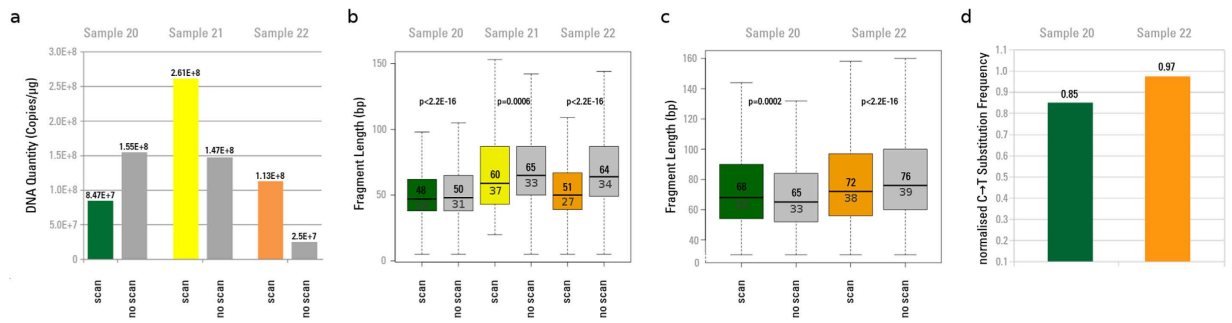 a
Sample 20 Sample 21 Sample 22
DNA Quantity (Copies/µg)
3.0E+8
2.5E+8
2.0E+8
1.5E+8
1.0E+8
5.0E+7
0
8.47E+7
1.55E+8
2.61E+8
1.47E+8
1.13E+8
2.5E+7
scan
no scan
scan
no scan
scan
no scan
b
Sample 20 Sample 21 Sample 22
Fragment Length (bp)
150
100
50
0
p<2.2E-16 p=0.0006 p<2.2E-16
48
50
31
60
37
65
33
51
27
64
34
scan
no scan
scan
no scan
scan
no scan
c
Sample 20 Sample 22
Fragment Length (bp)
160
140
120
100
80
60
40
20
0
p=0.0002 p<2.2E-16
68
65
33
72
38
76
39
scan
no scan
scan
no scan
d
Sample 20 Sample 22
normalised C→T Substitution Frequency
1.1
1.0
0.9
0.8
0.7
0.6
0.5
0.4
0.3
0.2
0.1
0.85
0.97